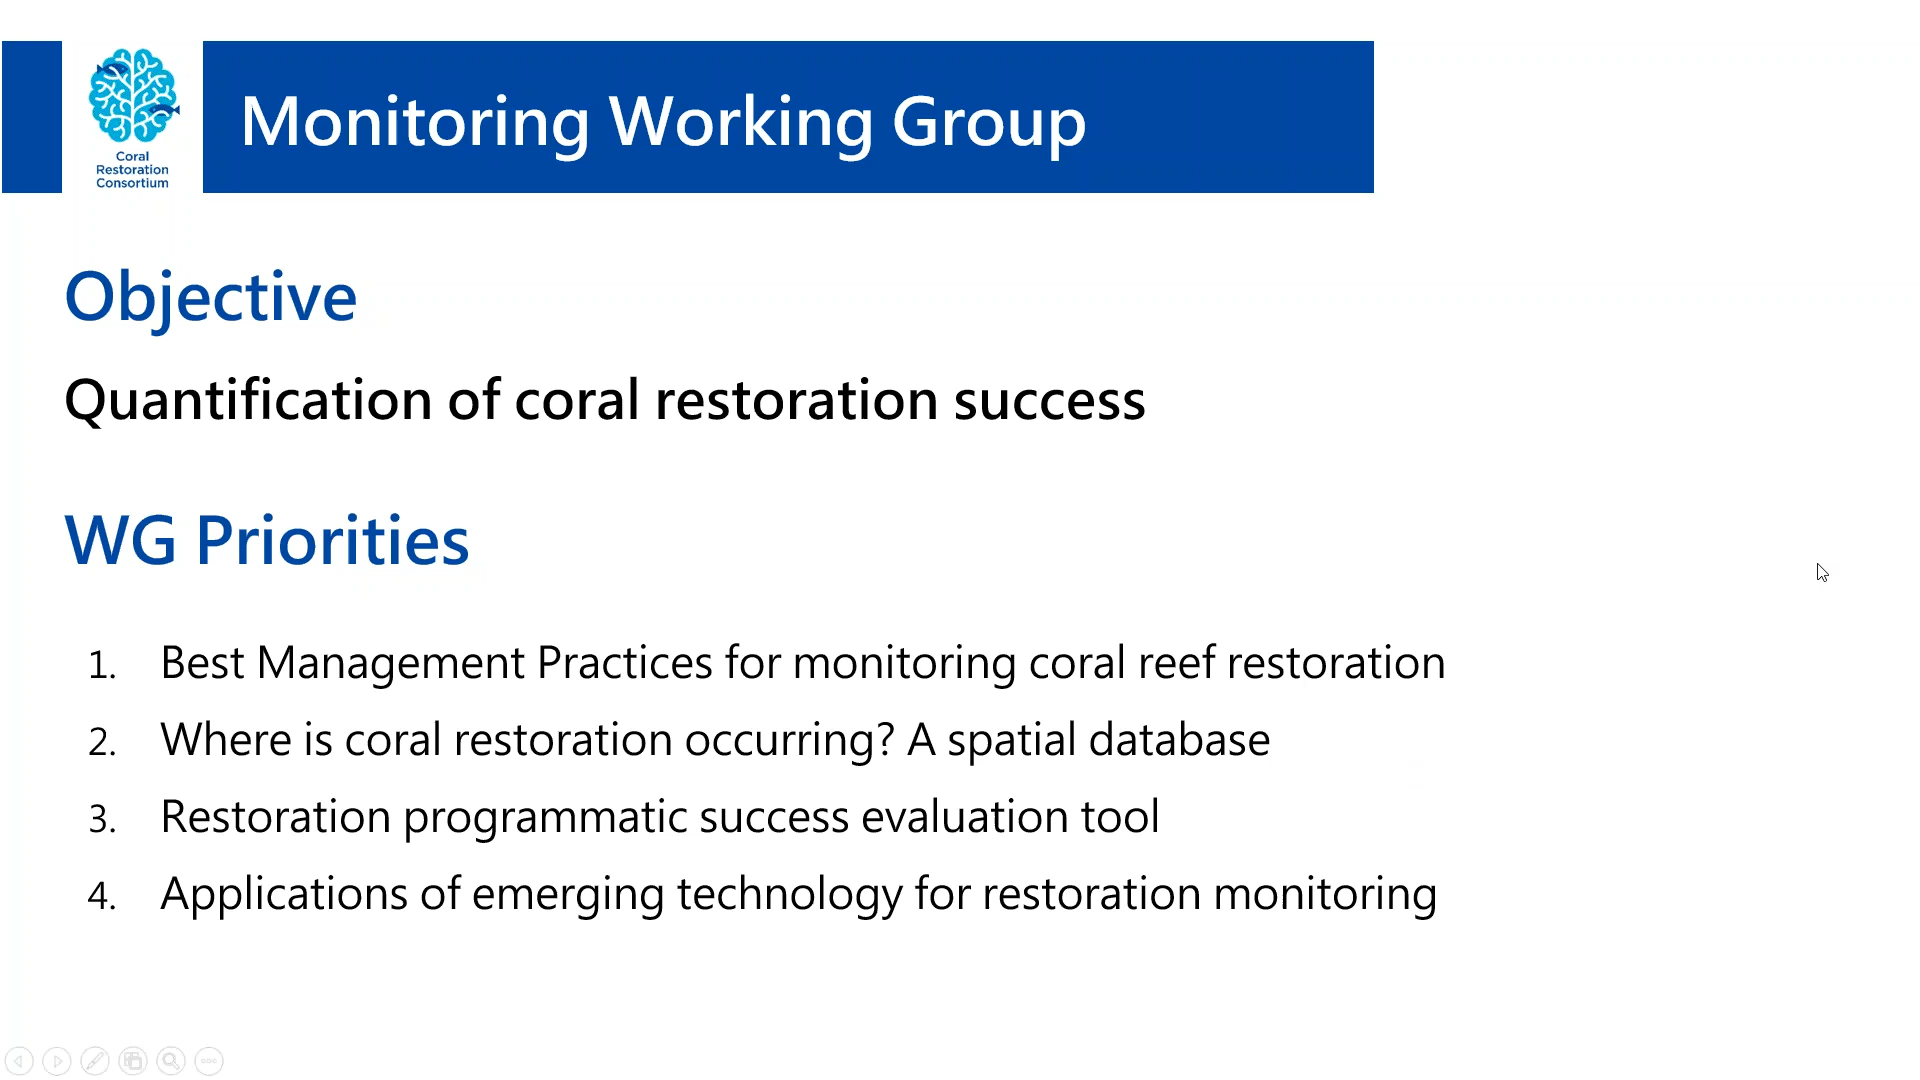 Coral
Restoration
Consortium
Monitoring Working Group
Objective
Quantification of coral restoration success
WG Priorities
1. Best Management Practices for monitoring coral reef restoration
2. Where is coral restoration occurring? A spatial database
3. Restoration programmatic success evaluation tool
4. Applications of emerging technology for restoration monitoring